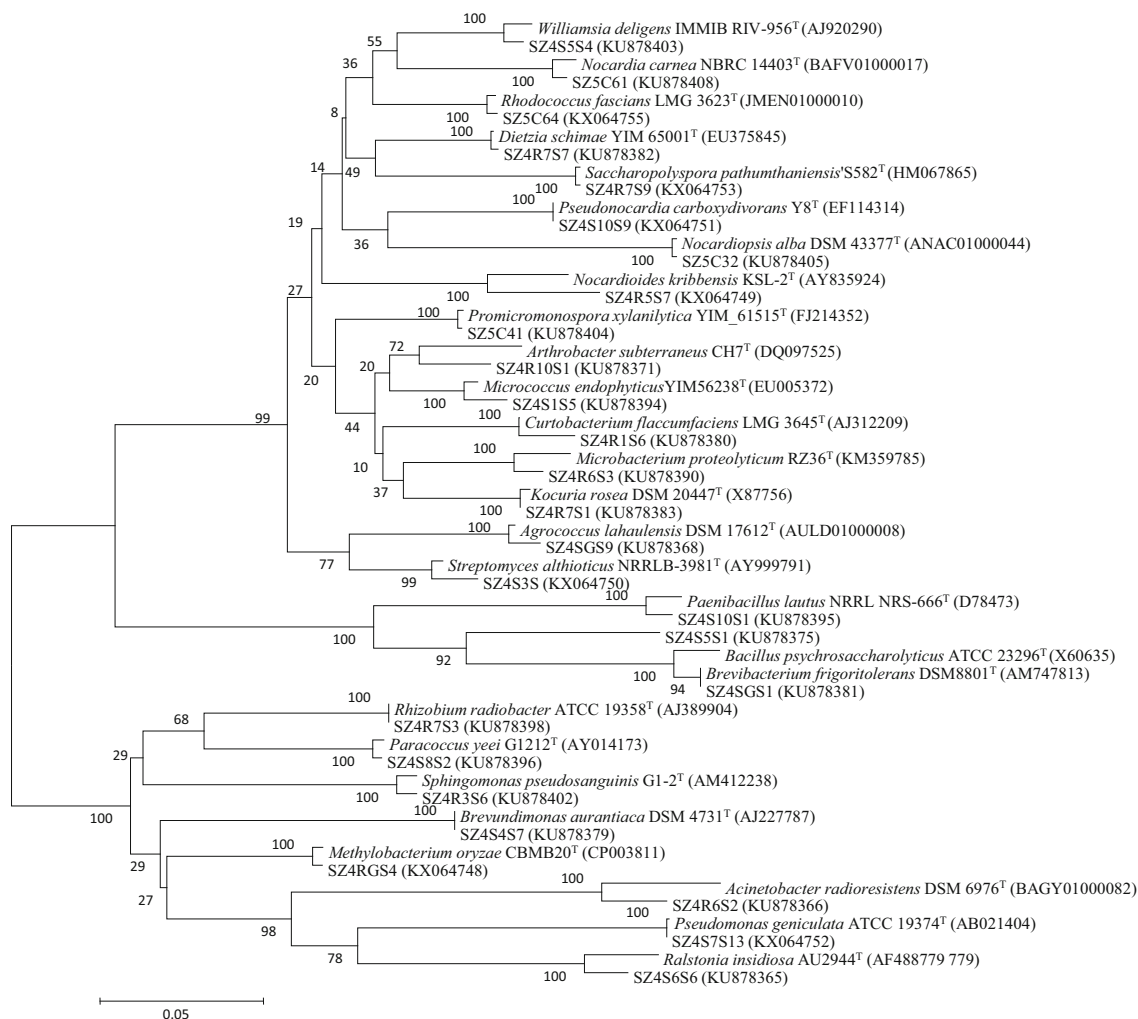 100
Williamsia deligens IMMIB RIV-956ᵀ (AJ920290)
55
SZ4S5S4 (KU878403)
Nocardia carnea NBRC 14403ᵀ (BAFV01000017)
36
100
SZ5C61 (KU878408)
Rhodococcus fascians LMG 3623ᵀ (JMEN01000010)
100
SZ5C64 (KX064755)
8
100
Dietzia schimae YIM 65001ᵀ (EU375845)
SZ4R7S7 (KU878382)
14
49
Saccharopolyspora pathumthaniensis'S582ᵀ (HM067865)
100
SZ4R7S9 (KX064753)
100
Pseudonocardia carboxydivorans Y8ᵀ (EF114314)
19
SZ4S10S9 (KX064751)
36
Nocardiopsis alba DSM 43377ᵀ (ANAC01000044)
100
SZ5C32 (KU878405)
Nocardioides kribbensis KSL-2ᵀ (AY835924)
27
100
SZ4R5S7 (KX064749)
100
Promicromonospora xylanilytica YIM_61515ᵀ (FJ214352)
SZ5C41 (KU878404)
72
Arthrobacter subterraneus CH7ᵀ (DQ097525)
20
20
SZ4R10S1 (KU878371)
Micrococcus endophyticusYIM56238ᵀ (EU005372)
100
SZ4S1S5 (KU878394)
99
44
100
Curtobacterium flaccumfaciens LMG 3645ᵀ (AJ312209)
SZ4R1S6 (KU878380)
10
100
Microbacterium proteolyticum RZ36ᵀ (KM359785)
SZ4R6S3 (KU878390)
37
Kocuria rosea DSM 20447ᵀ (X87756)
100
SZ4R7S1 (KU878383)
100
Agrococcus lahaulensis DSM 17612ᵀ (AULD01000008)
SZ4SGS9 (KU878368)
77
Streptomyces althioticus NRRLB-3981ᵀ (AY999791)
99
SZ4S3S (KX064750)
100
Paenibacillus lautus NRRL NRS-666ᵀ (D78473)
SZ4S10S1 (KU878395)
100
SZ4S5S1 (KU878375)
92
Bacillus psychrosaccharolyticus ATCC 23296ᵀ (X60635)
100
Brevibacterium frigoritolerans DSM8801ᵀ (AM747813)
94
SZ4SGS1 (KU878381)
100
Rhizobium radiobacter ATCC 19358ᵀ (AJ389904)
68
SZ4R7S3 (KU878398)
Paracoccus yeei G1212ᵀ (AY014173)
29
100
SZ4S8S2 (KU878396)
Sphingomonas pseudosanguinis G1-2ᵀ (AM412238)
100
SZ4R3S6 (KU878402)
100
100
Brevundimonas aurantiaca DSM 4731ᵀ (AJ227787)
SZ4S4S7 (KU878379)
29
100
Methylobacterium oryzae CBMB20ᵀ (CP003811)
SZ4RGS4 (KX064748)
27
100
Acinetobacter radioresistens DSM 6976ᵀ (BAGY01000082)
SZ4R6S2 (KU878366)
98
100
Pseudomonas geniculata ATCC 19374ᵀ (AB021404)
SZ4S7S13 (KX064752)
78
Ralstonia insidiosa AU2944ᵀ (AF488779 779)
100
SZ4S6S6 (KU878365)
0.05